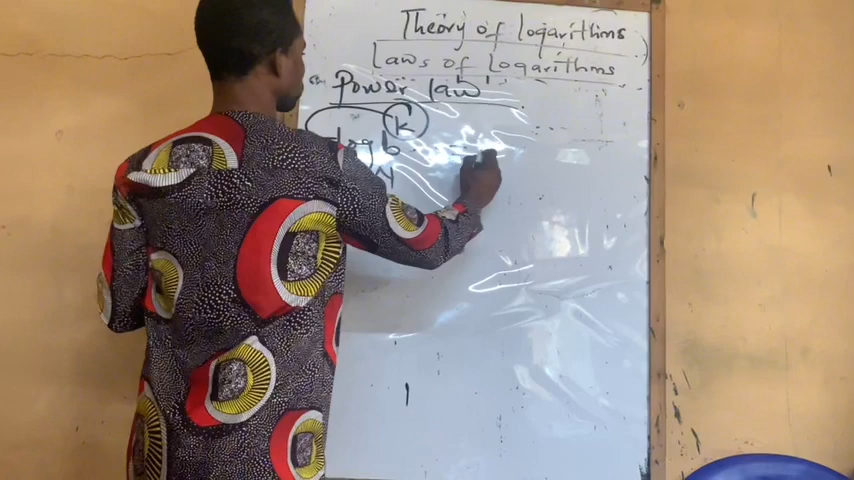 Theory of logarithms
Laws of Logarithms
Power law
log b k